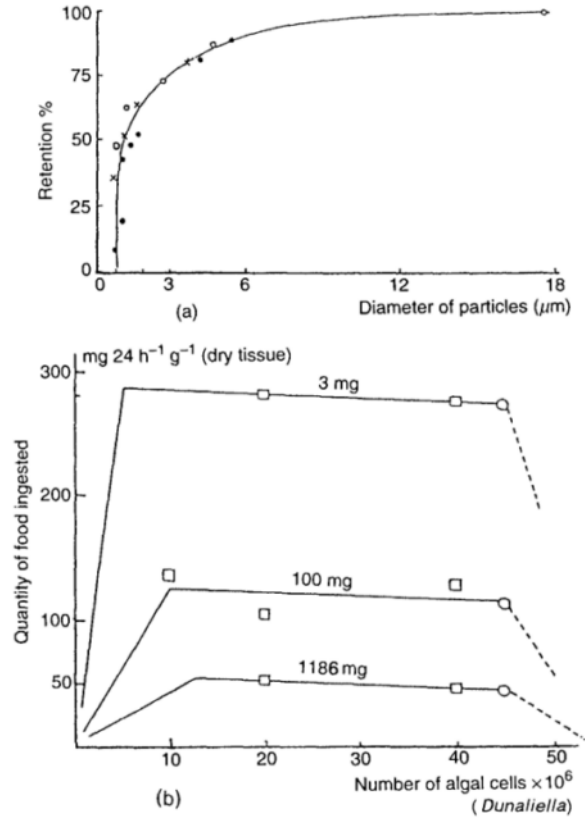 100
75
50
25
0
Retention %
0 3 6 12 18
(a)
Diameter of particles (μm)
mg 24 h⁻¹ g⁻¹ (dry tissue)
300
200
100
50
Quantity of food ingested
3 mg
100 mg
1186 mg
10 20 30 40 50
Number of algal cells ×10⁶
(b)
(Dunaliella)